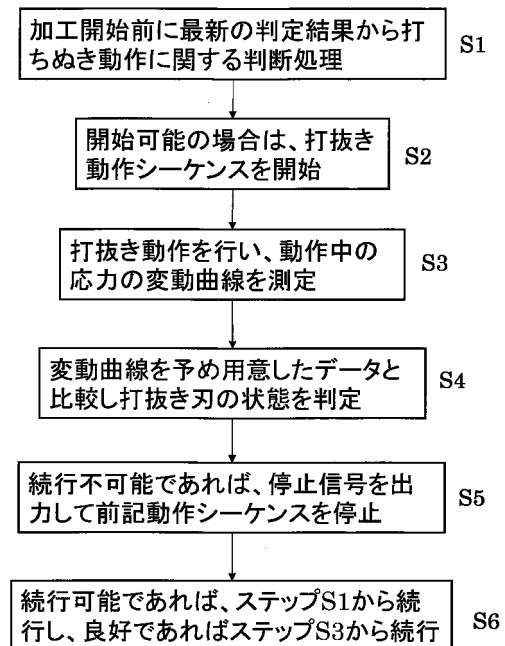 加工開始前に最新の判定結果から打
ちぬき動作に関する判断処理
S1
開始可能の場合は、打抜き
動作シーケンスを開始
S2
打抜き動作を行い、動作中の
応力の変動曲線を測定
S3
変動曲線を予め用意したデータと
比較し打抜き刃の状態を判定
S4
続行不可能であれば、停止信号を出
力して前記動作シーケンスを停止
S5
続行可能であれば、ステップS1から続
行し、良好であればステップS3から続行
S6